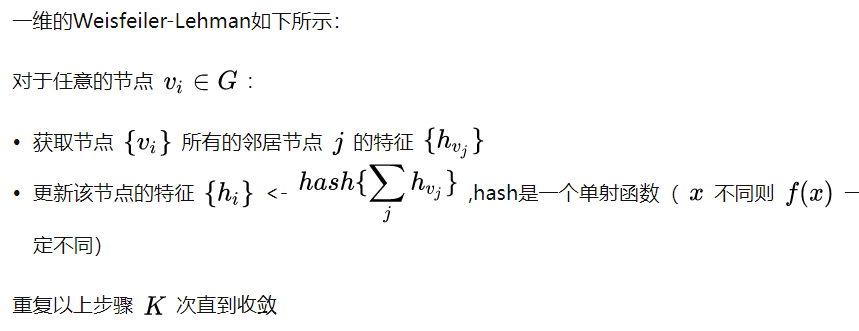 一维的Weisfeiler-Lehman如下所示：
对于任意的节点 $v_i \in G$ ：
• 获取节点 $\{v_i\}$ 所有的邻居节点 $j$ 的特征 $\{h_{v_j}\}$
• 更新该节点的特征 $\{h_i\}$ <- $hash\{\sum_j h_{v_j}\}$ ,hash是一个单射函数（ $x$ 不同则 $f(x)$ 一
定不同）
重复以上步骤 $K$ 次直到收敛